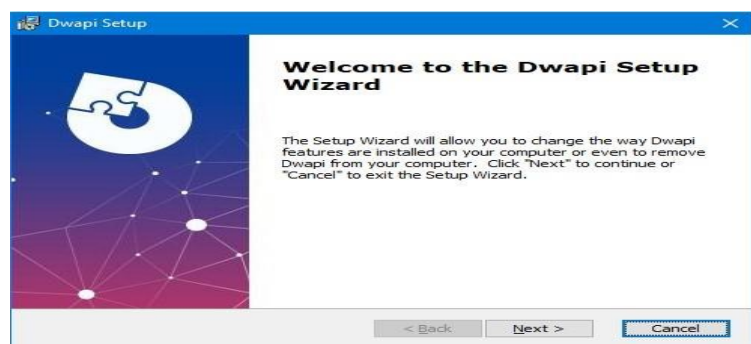 Dwapi Setup
Welcome to the Dwapi Setup
Wizard
The Setup Wizard will allow you to change the way Dwapi
features are installed on your computer or even to remove
Dwapi from your computer. Click "Next" to continue or
"Cancel" to exit the Setup Wizard.
< Back Next > Cancel